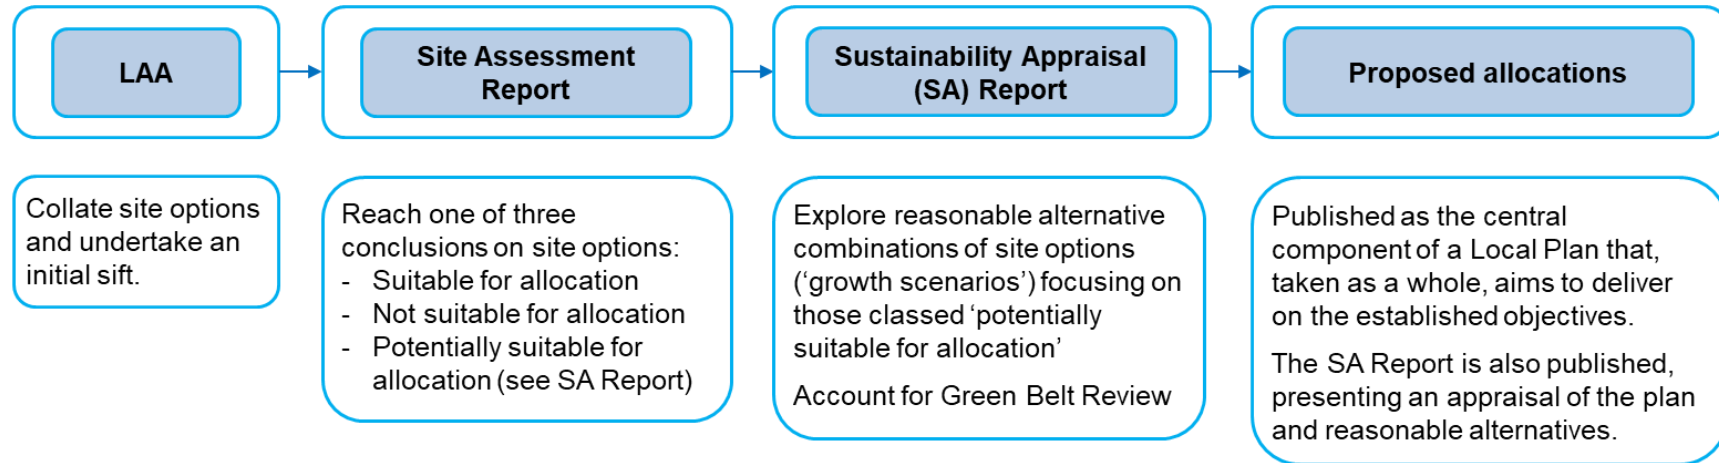 LAA
Site Assessment
Report
Sustainability Appraisal
(SA) Report
Proposed allocations
Collate site options
and undertake an
initial sift.
Reach one of three
conclusions on site options:
- Suitable for allocation
- Not suitable for allocation
- Potentially suitable for
allocation (see SA Report)
Explore reasonable alternative
combinations of site options
(‘growth scenarios’) focusing on
those classed ‘potentially
suitable for allocation’
Account for Green Belt Review
Published as the central
component of a Local Plan that,
taken as a whole, aims to deliver
on the established objectives.
The SA Report is also published,
presenting an appraisal of the plan
and reasonable alternatives.